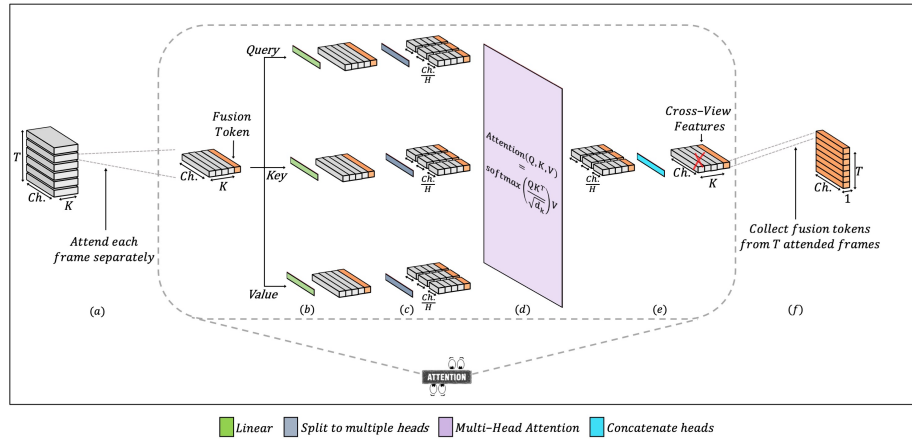 Query
Ch.
H
Fusion
Token
Cross-View
Features
T
Ch.
K
Attend each
frame separately
Ch.
K
Key
Ch.
H
Attention(Q, K, V)
=
softmax(QKᵀ/√dₖ)V
Ch.
H
Ch.
K
T
Ch.
1
Collect fusion tokens
from T attended frames
Value
Ch.
H
(a)
(b)
(c)
(d)
(e)
(f)
ATTENTION
Linear
Split to multiple heads
Multi-Head Attention
Concatenate heads